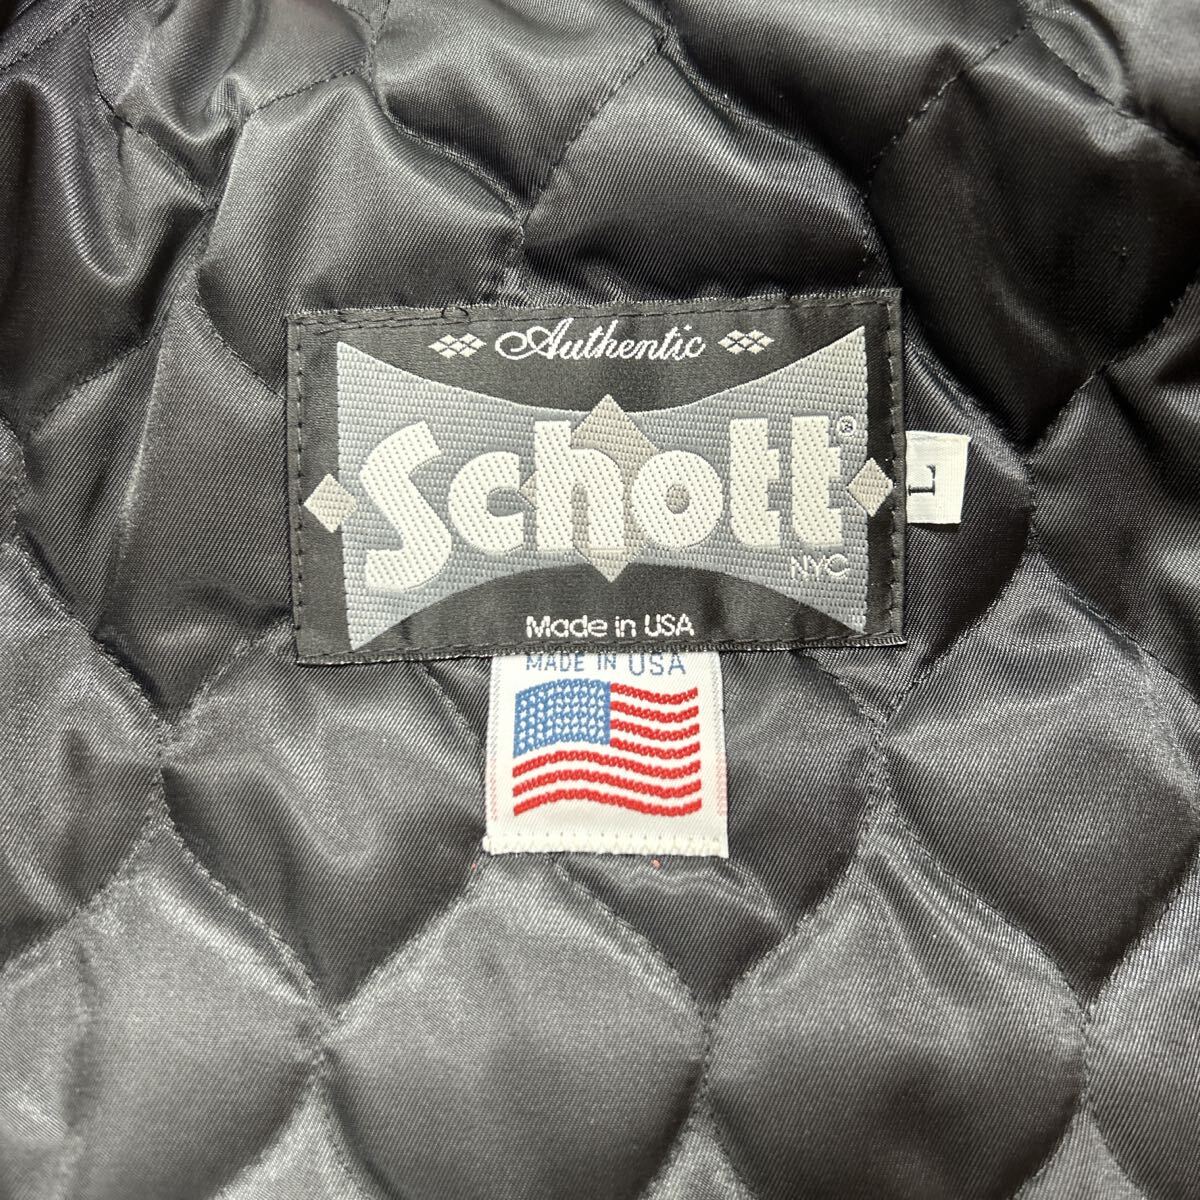 Authentic
Schott®
NYC
L
Made in USA
MADE IN USA